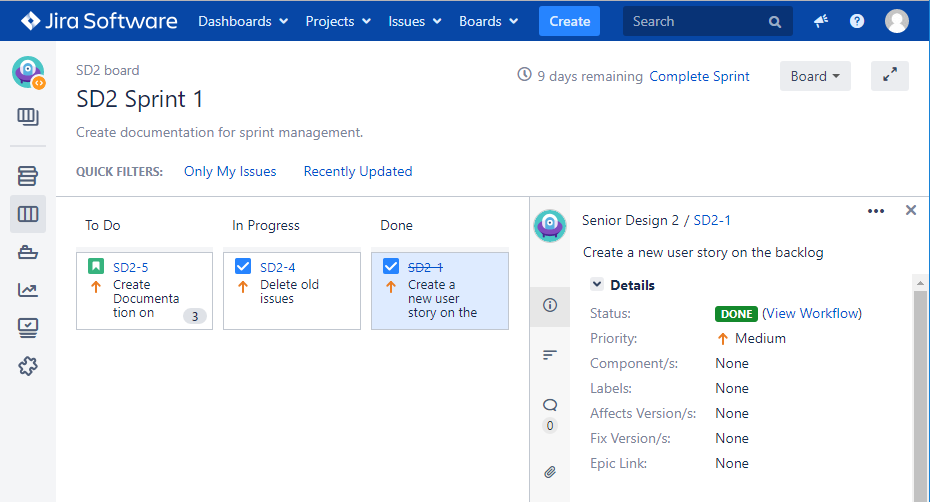 Jira Software Dashboards Projects Issues Boards Create Search
SD2 board
9 days remaining Complete Sprint Board
SD2 Sprint 1
Create documentation for sprint management.
QUICK FILTERS: Only My Issues Recently Updated
To Do
SD2-5
Create
Documenta
tion on
3
In Progress
SD2-4
Delete old
issues
Done
SD2-1
Create a
new user
story on the
Senior Design 2 / SD2-1
Create a new user story on the backlog
Details
Status: DONE (View Workflow)
Priority: Medium
Component/s: None
Labels: None
Affects Version/s: None
Fix Version/s: None
Epic Link: None
0